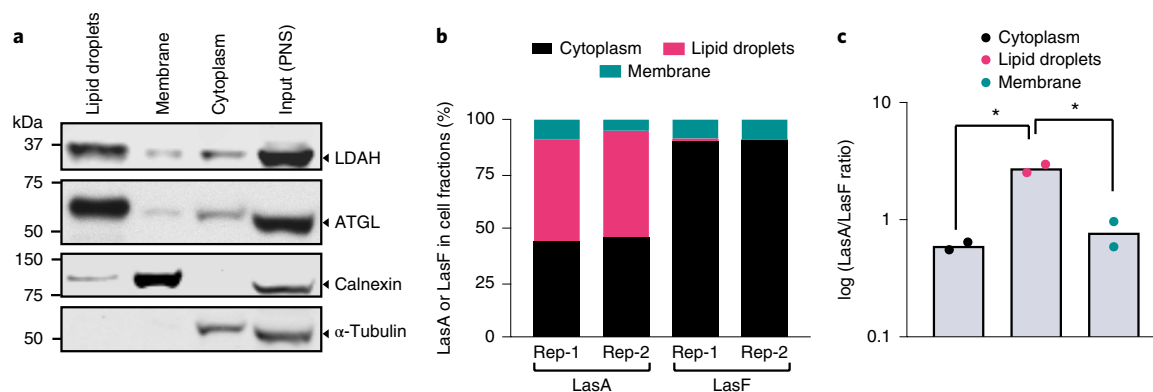 a
Lipid droplets
Membrane
Cytoplasm
Input (PNS)
kDa
37
LDAH
75
50
ATGL
150
75
Calnexin
50
α-Tubulin
b
Cytoplasm
Lipid droplets
Membrane
LasA or LasF in cell fractions (%)
100
75
50
25
0
Rep-1
Rep-2
Rep-1
Rep-2
LasA
LasF
c
Cytoplasm
Lipid droplets
Membrane
log (LasA/LasF ratio)
10
1
0.1
*
*